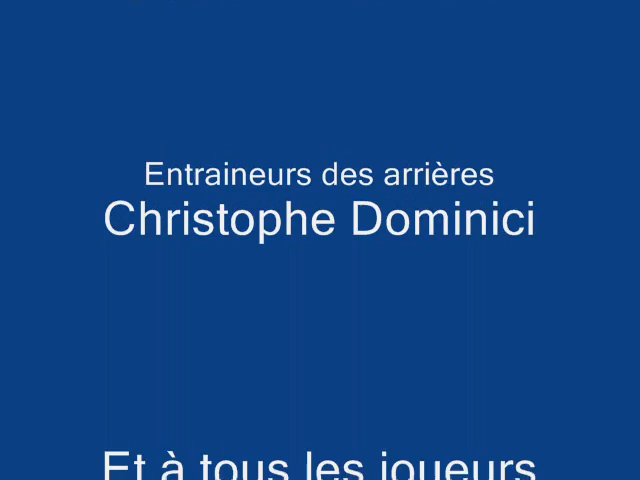 Entraineurs des arrières
Christophe Dominici
Et à tous les joueurs